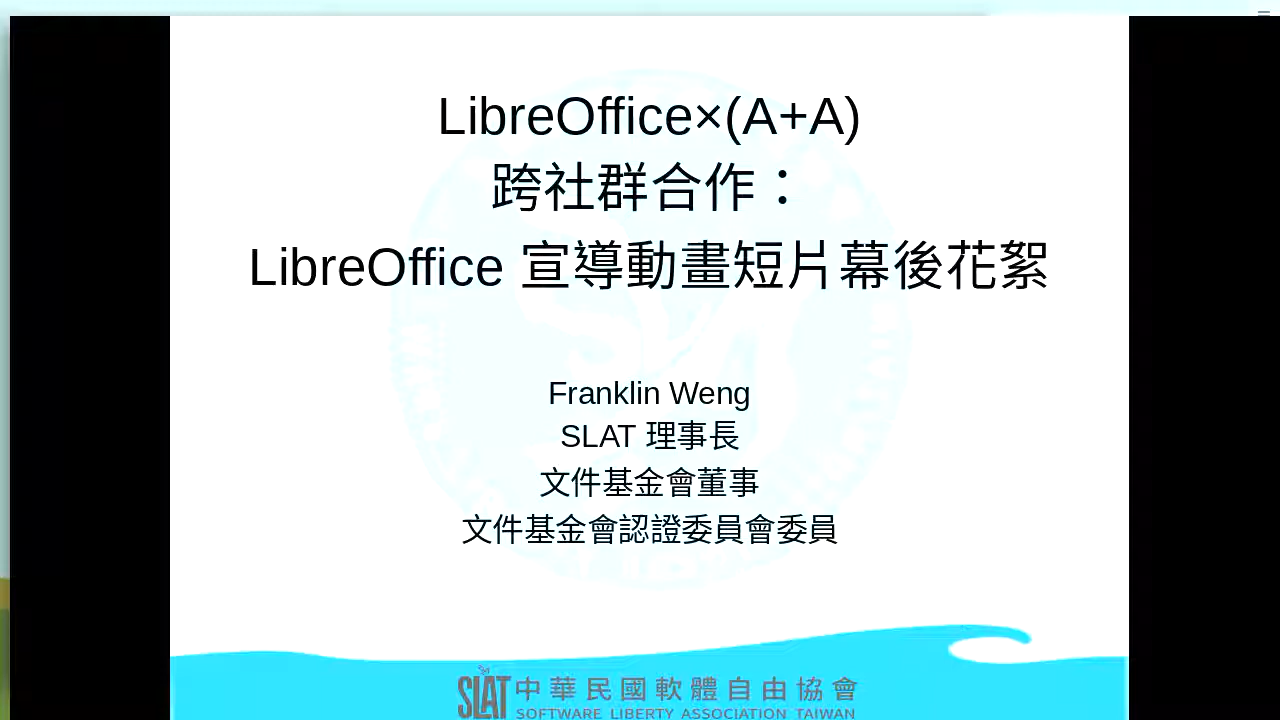 LibreOffice×(A+A)
跨社群合作：
LibreOffice 宣導動畫短片幕後花絮
Franklin Weng
SLAT 理事長
文件基金會董事
文件基金會認證委員會委員
SLAT 中華民國軟體自由協會
SOFTWARE LIBERTY ASSOCIATION TAIWAN